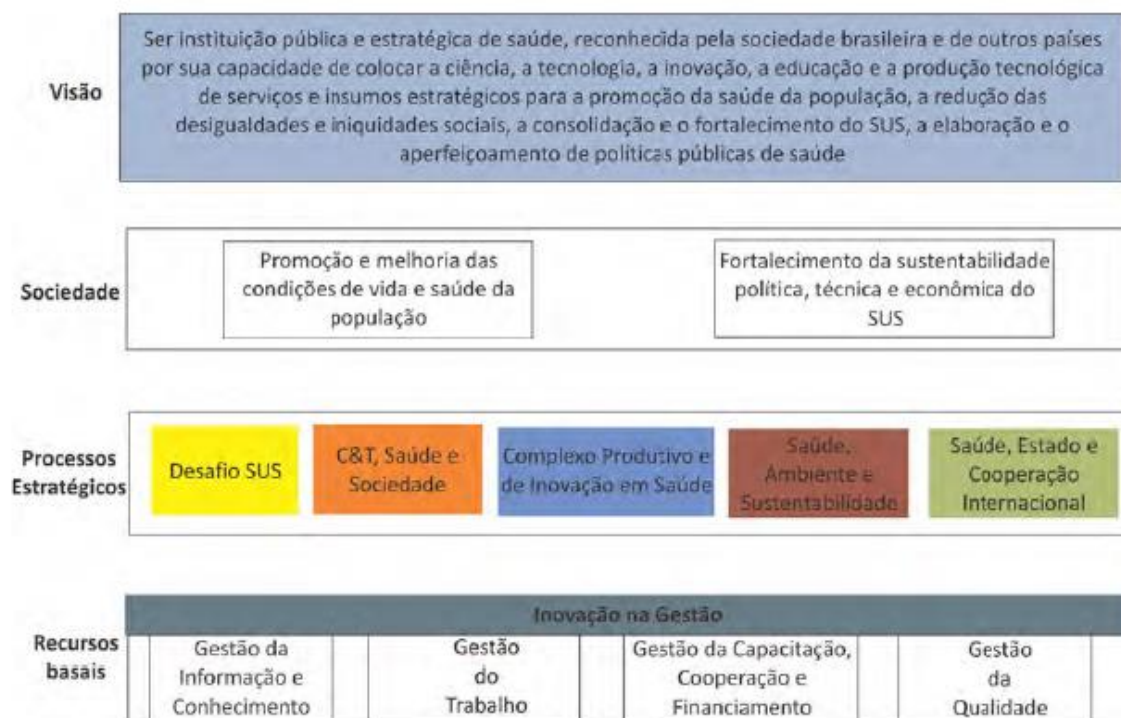 Visão
Ser instituição pública e estratégica de saúde, reconhecida pela sociedade brasileira e de outros países
por sua capacidade de colocar a ciência, a tecnologia, a inovação, a educação e a produção tecnológica
de serviços e insumos estratégicos para a promoção da saúde da população, a redução das
desigualdades e iniquidades sociais, a consolidação e o fortalecimento do SUS, a elaboração e o
aperfeiçoamento de políticas públicas de saúde
Sociedade
Promoção e melhoria das
condições de vida e saúde da
população
Fortalecimento da sustentabilidade
política, técnica e econômica do
SUS
Processos
Estratégicos
Desafio SUS
C&T, Saúde e
Sociedade
Complexo Produtivo e
de Inovação em Saúde
Saúde,
Ambiente e
Sustentabilidade
Saúde, Estado e
Cooperação
Internacional
Recursos
basais
Inovação na Gestão
Gestão da
Informação e
Conhecimento
Gestão
do
Trabalho
Gestão da Capacitação,
Cooperação e
Financiamento
Gestão
da
Qualidade